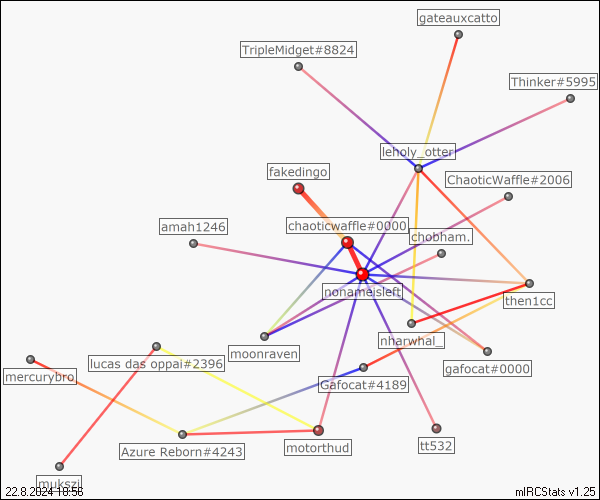 gateauxcatto
TripleMidget#8824
Thinker#5995
leholy_otter
fakedingo
ChaoticWaffle#2006
amah1246
chaoticwaffle#0000
chobham.
nonameisleft
then1cc
nharwhal_
moonraven
lucas das oppai#2396
gafocat#0000
mercurybro
Gafocat#4189
Azure Reborn#4243
motorthud
tt532
mukszi
22.8.2024 10:56
mIRCStats v1.25